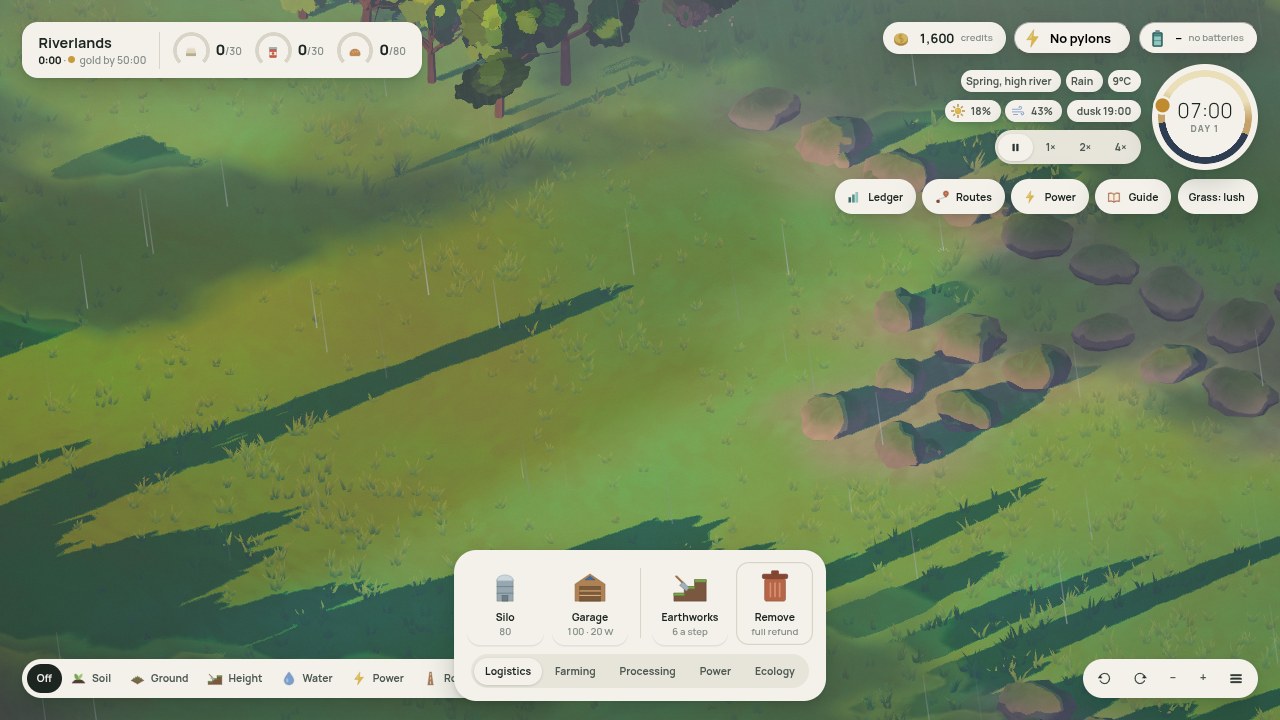 Riverlands
0:00 · gold by 50:00
0/30
0/30
0/80
1,600 credits
No pylons
– no batteries
Spring, high river
Rain
9°C
18%
43%
dusk 19:00
07:00
DAY 1
1×
2×
4×
Ledger
Routes
Power
Guide
Grass: lush
Silo
80
Garage
100 · 20 W
Earthworks
6 a step
Remove
full refund
Logistics
Farming
Processing
Power
Ecology
Off
Soil
Ground
Height
Water
Power
− +